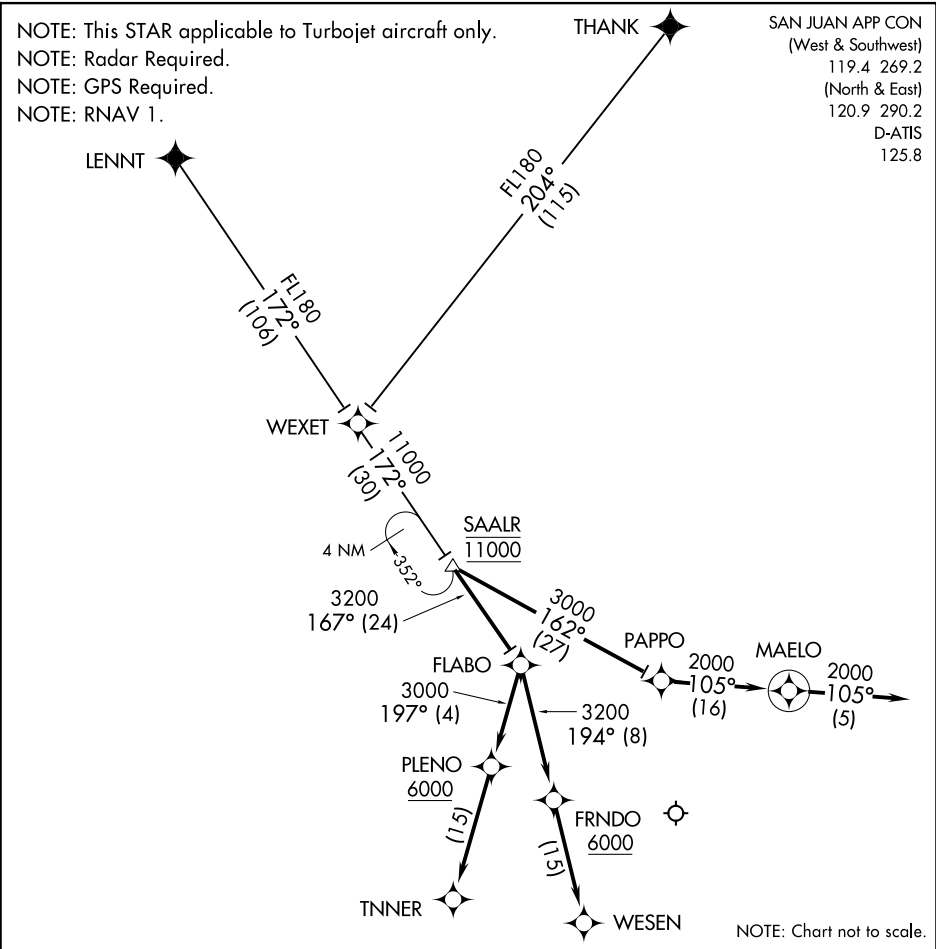 NOTE: This STAR applicable to Turbojet aircraft only.
NOTE: Radar Required.
NOTE: GPS Required.
NOTE: RNAV 1.
THANK
SAN JUAN APP CON
(West & Southwest)
119.4 269.2
(North & East)
120.9 290.2
D-ATIS
125.8
LENNT
FL180
204°
(115)
FL180
172°
(106)
WEXET
11000
172°
(30)
SAALR
11000
4 NM
352°
3200
167° (24)
3000
162°
(27)
PAPPO
MAELO
2000
105°
(16)
2000
105°
(5)
FLABO
3000
197° (4)
3200
194° (8)
PLENO
6000
FRNDO
6000
(15)
(15)
TNNER
WESEN
NOTE: Chart not to scale.